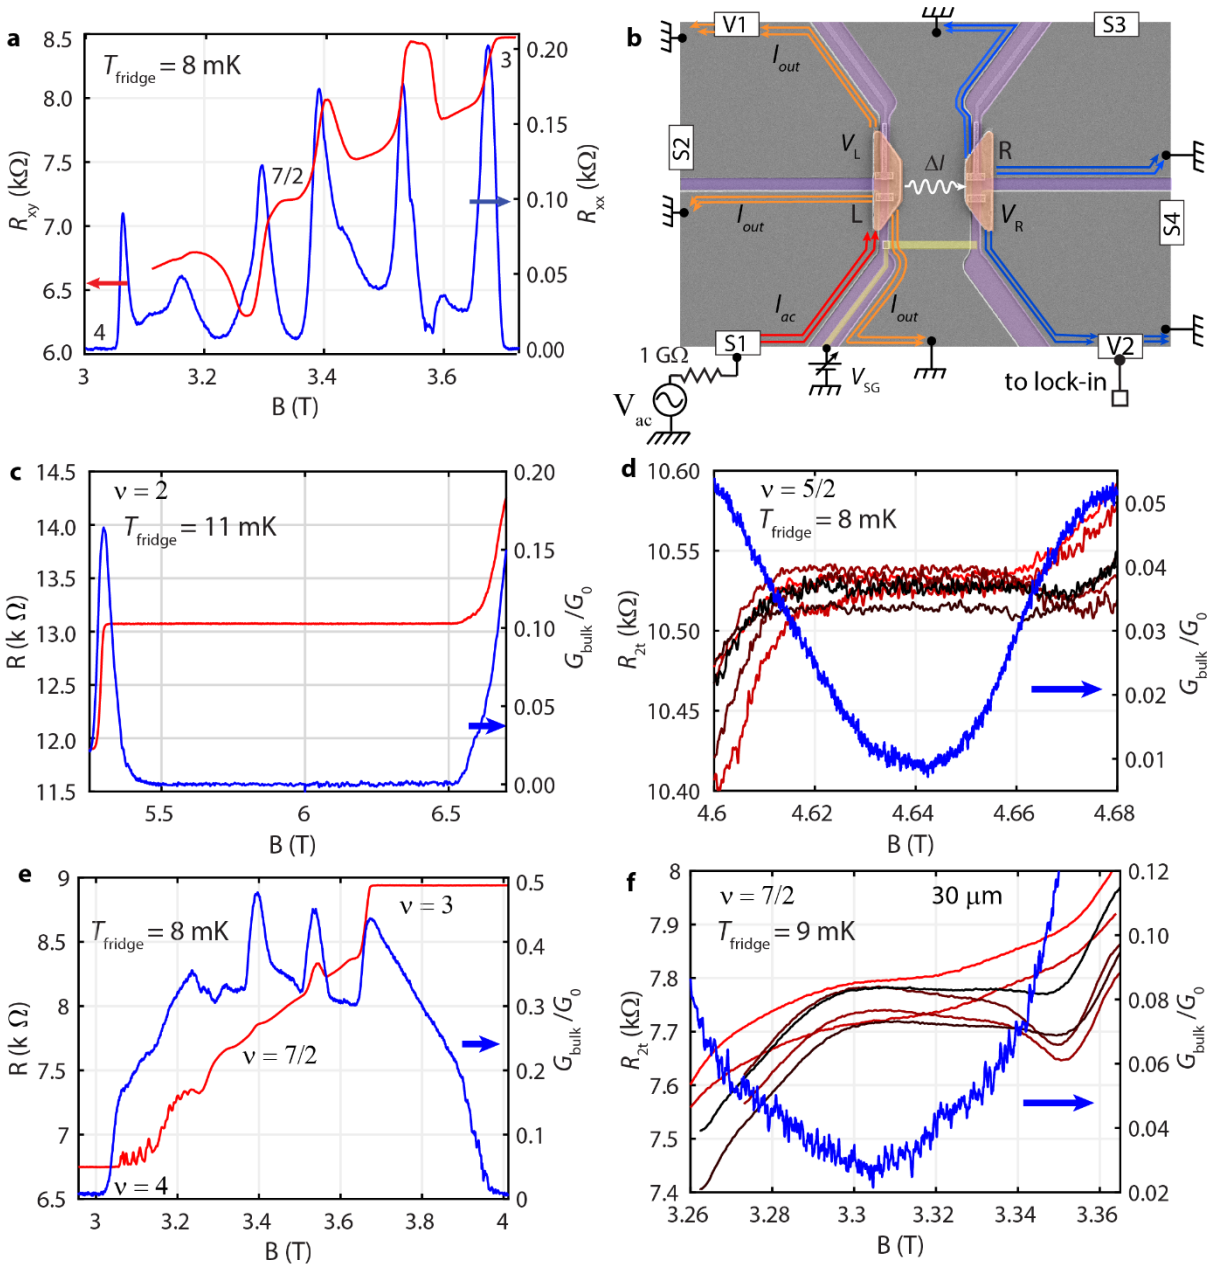 a
8.5
8.0
7.5
7.0
6.5
6.0
R_xy (kΩ)
T_fridge = 8 mK
3
7/2
4
0.20
0.15
0.10
0.05
0.00
R_xx (kΩ)
3
3.2
3.4
3.6
B (T)
b
V1
S3
I_out
S2
V_L
R
ΔI
L
V_R
I_out
S4
I_ac
I_out
S1
V2
1 GΩ
V_SG
to lock-in
V_ac
c
14.5
14.0
13.5
13.0
12.5
12.0
11.5
R (k Ω)
ν = 2
T_fridge = 11 mK
0.20
0.15
0.10
0.05
0.00
G_bulk /G_0
5.5
6
6.5
B (T)
d
10.60
10.55
10.50
10.45
10.40
R_2t (kΩ)
ν = 5/2
T_fridge = 8 mK
0.05
0.04
0.03
0.02
0.01
G_bulk /G_0
4.6
4.62
4.64
4.66
4.68
B (T)
e
9
8.5
8
7.5
7
6.5
R (k Ω)
T_fridge = 8 mK
ν = 3
ν = 7/2
ν = 4
0.5
0.4
0.3
0.2
0.1
0
G_bulk /G_0
3
3.2
3.4
3.6
3.8
4
B (T)
f
8
7.9
7.8
7.7
7.6
7.5
7.4
R_2t (kΩ)
ν = 7/2
30 μm
T_fridge = 9 mK
0.12
0.10
0.08
0.06
0.04
0.02
G_bulk /G_0
3.26
3.28
3.3
3.32
3.34
3.36
B (T)